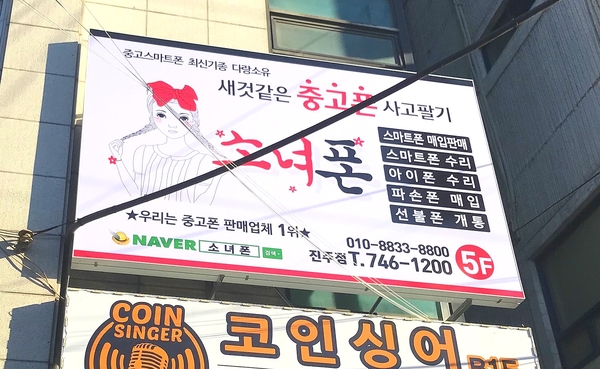 중고스마트폰 최신기종 다량소유
새것같은 중고폰 사고팔기
소녀폰
스마트폰 매입판매
스마트폰 수리
아이폰 수리
파손폰 매입
선불폰 개통
★우리는 중고폰 판매업체 1위★
NAVER 소녀폰 검색
010-8833-8800
진주점 T.746-1200
5F
COIN
SINGER
코인싱어
B1F